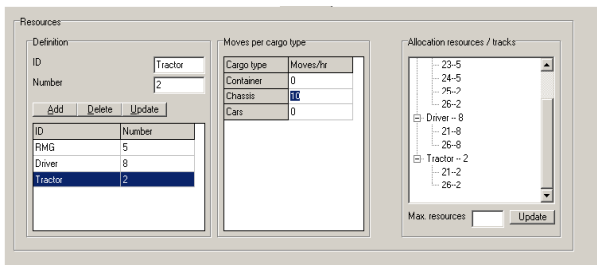 Resources
Definition
ID Tractor
Number 2
Add Delete Update
ID Number
RMG 5
Driver 8
Tractor 2
Moves per cargo type
Cargo type Moves/hr
Container 0
Chassis 10
Cars 0
Allocation resources / tracks
23--5
24--5
25--2
26--2
Driver -- 8
21--8
26--8
Tractor -- 2
21--2
26--2
Max. resources Update